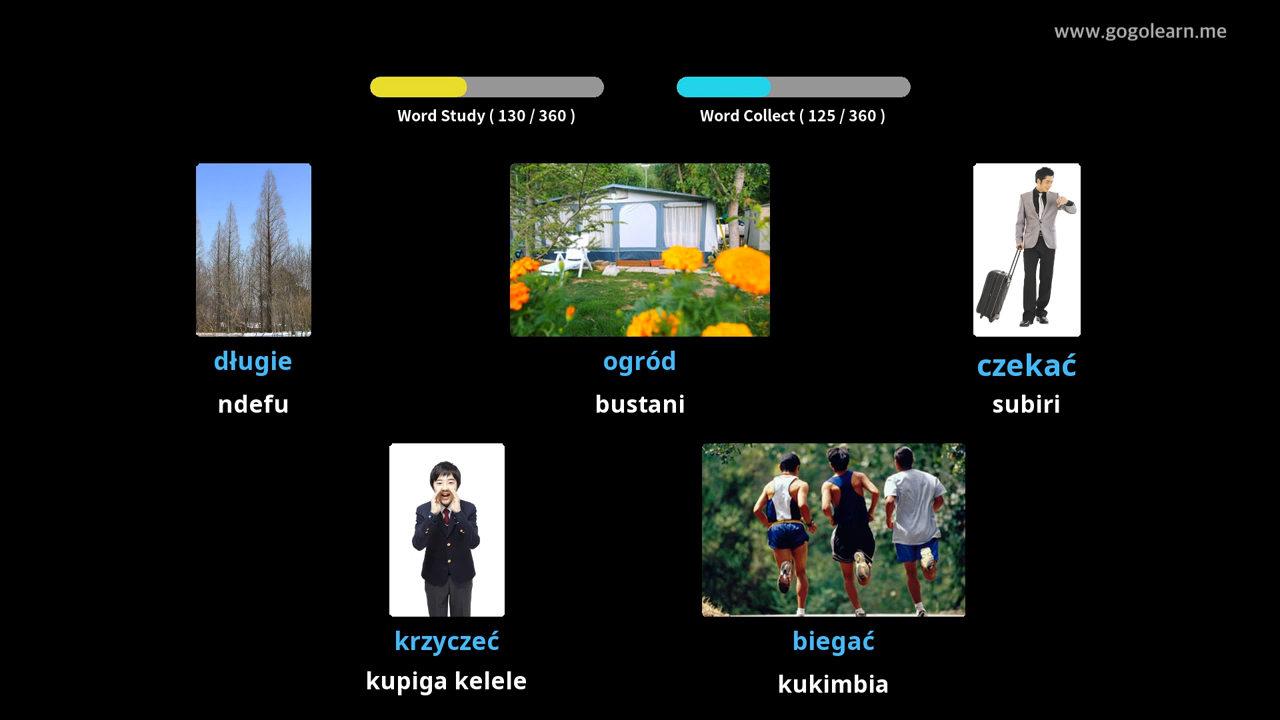 www.gogolearn.me
Word Study ( 130 / 360 )
Word Collect ( 125 / 360 )
długie
ogród
czekać
ndefu
bustani
subiri
krzyczeć
biegać
kupiga kelele
kukimbia